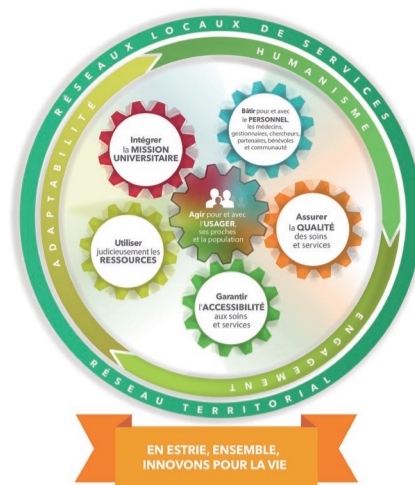 RÉSEAUX LOCAUX DE SERVICES
HUMANISME
ADAPTABILITÉ
Intégrer
la MISSION
UNIVERSITAIRE
Bâtir pour et avec
le PERSONNEL,
les médecins,
gestionnaires, chercheurs,
partenaires, bénévoles
et communauté
Agir pour et avec
l'USAGER,
ses proches
et la population
Assurer
la QUALITÉ
des soins
et services
Utiliser
judicieusement les
RESSOURCES
Garantir
l'ACCESSIBILITÉ
aux soins
et services
ENGAGEMENT
RÉSEAU TERRITORIAL
EN ESTRIE, ENSEMBLE,
INNOVONS POUR LA VIE